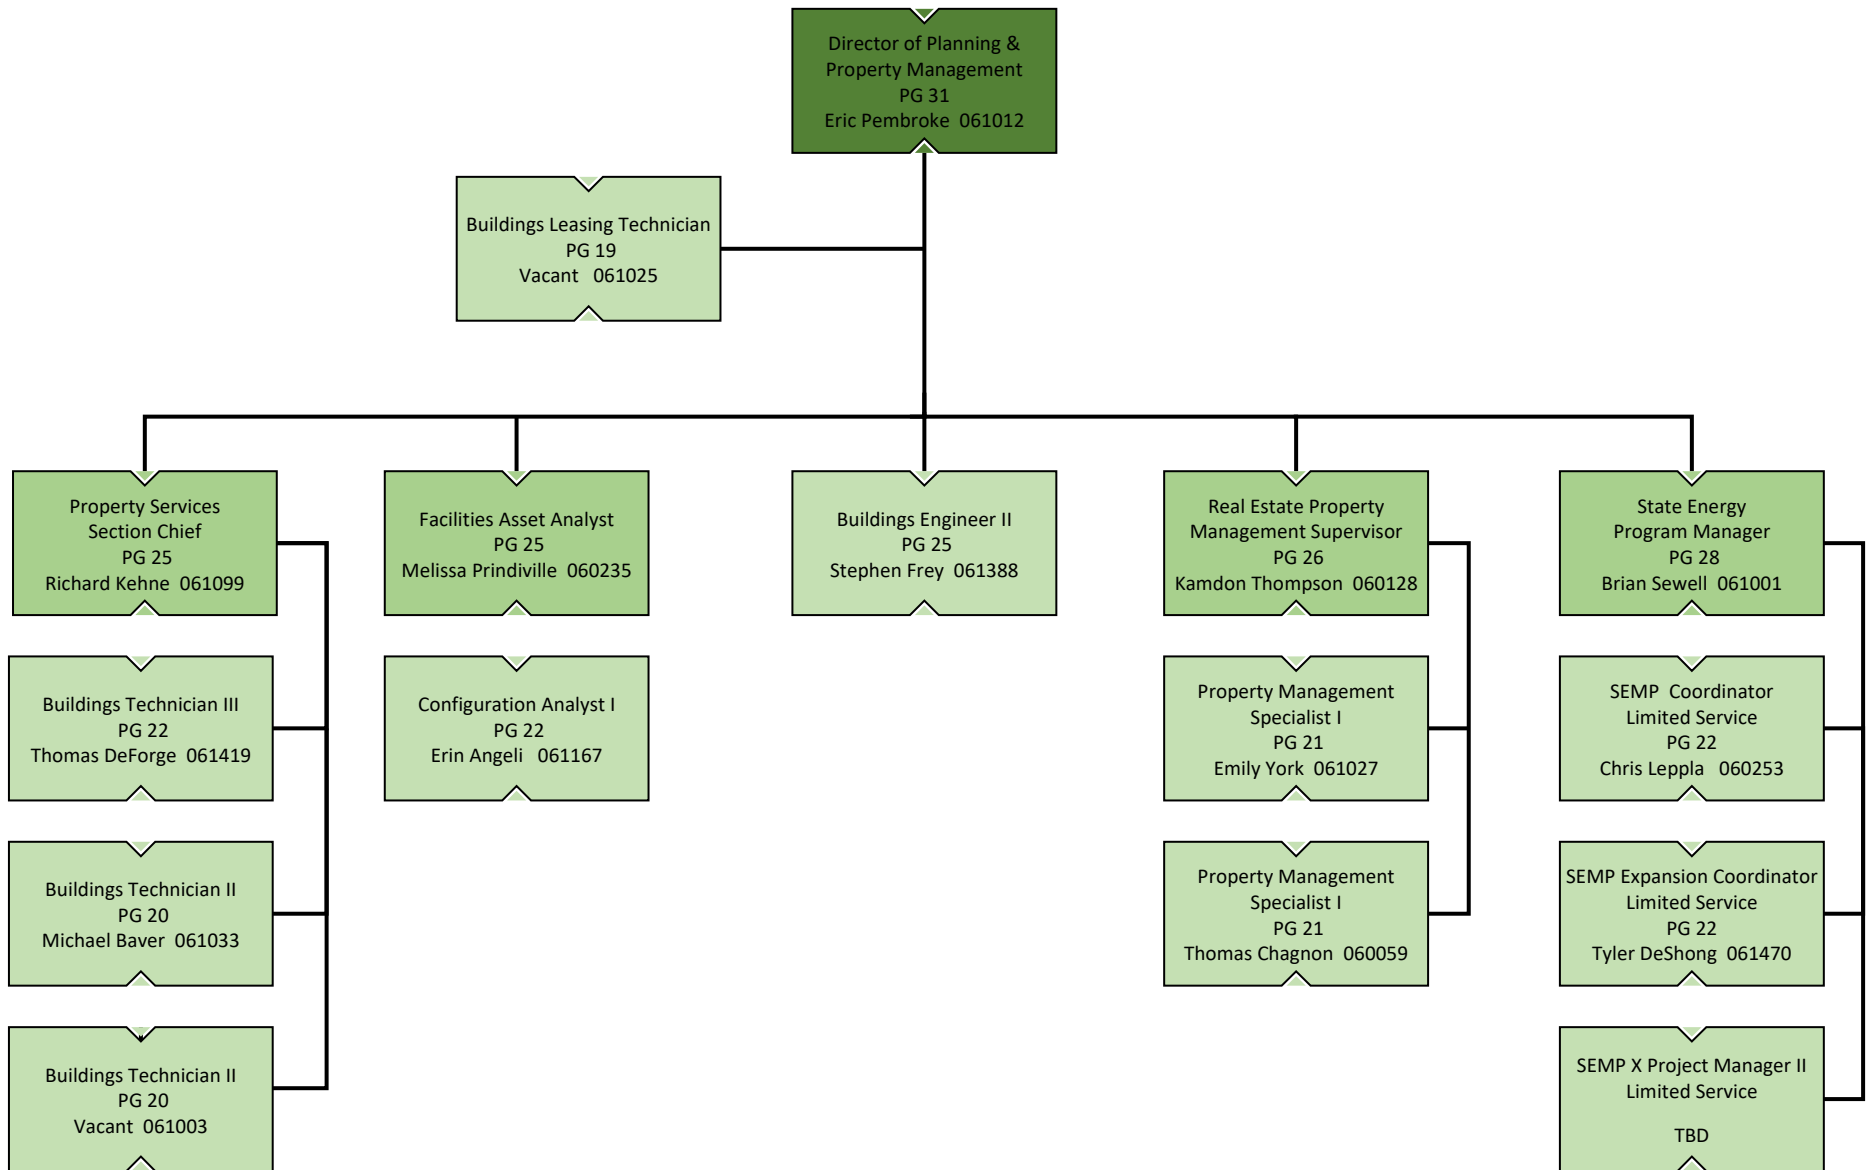 Director of Planning &
Property Management
PG 31
Eric Pembroke 061012
Buildings Leasing Technician
PG 19
Vacant 061025
Property Services
Section Chief
PG 25
Richard Kehne 061099
Facilities Asset Analyst
PG 25
Melissa Prindiville 060235
Buildings Engineer II
PG 25
Stephen Frey 061388
Real Estate Property
Management Supervisor
PG 26
Kamdon Thompson 060128
State Energy
Program Manager
PG 28
Brian Sewell 061001
Buildings Technician III
PG 22
Thomas DeForge 061419
Configuration Analyst I
PG 22
Erin Angeli 061167
Property Management
Specialist I
PG 21
Emily York 061027
SEMP Coordinator
Limited Service
PG 22
Chris Leppla 060253
Buildings Technician II
PG 20
Michael Baver 061033
Property Management
Specialist I
PG 21
Thomas Chagnon 060059
SEMP Expansion Coordinator
Limited Service
PG 22
Tyler DeShong 061470
Buildings Technician II
PG 20
Vacant 061003
SEMP X Project Manager II
Limited Service
TBD